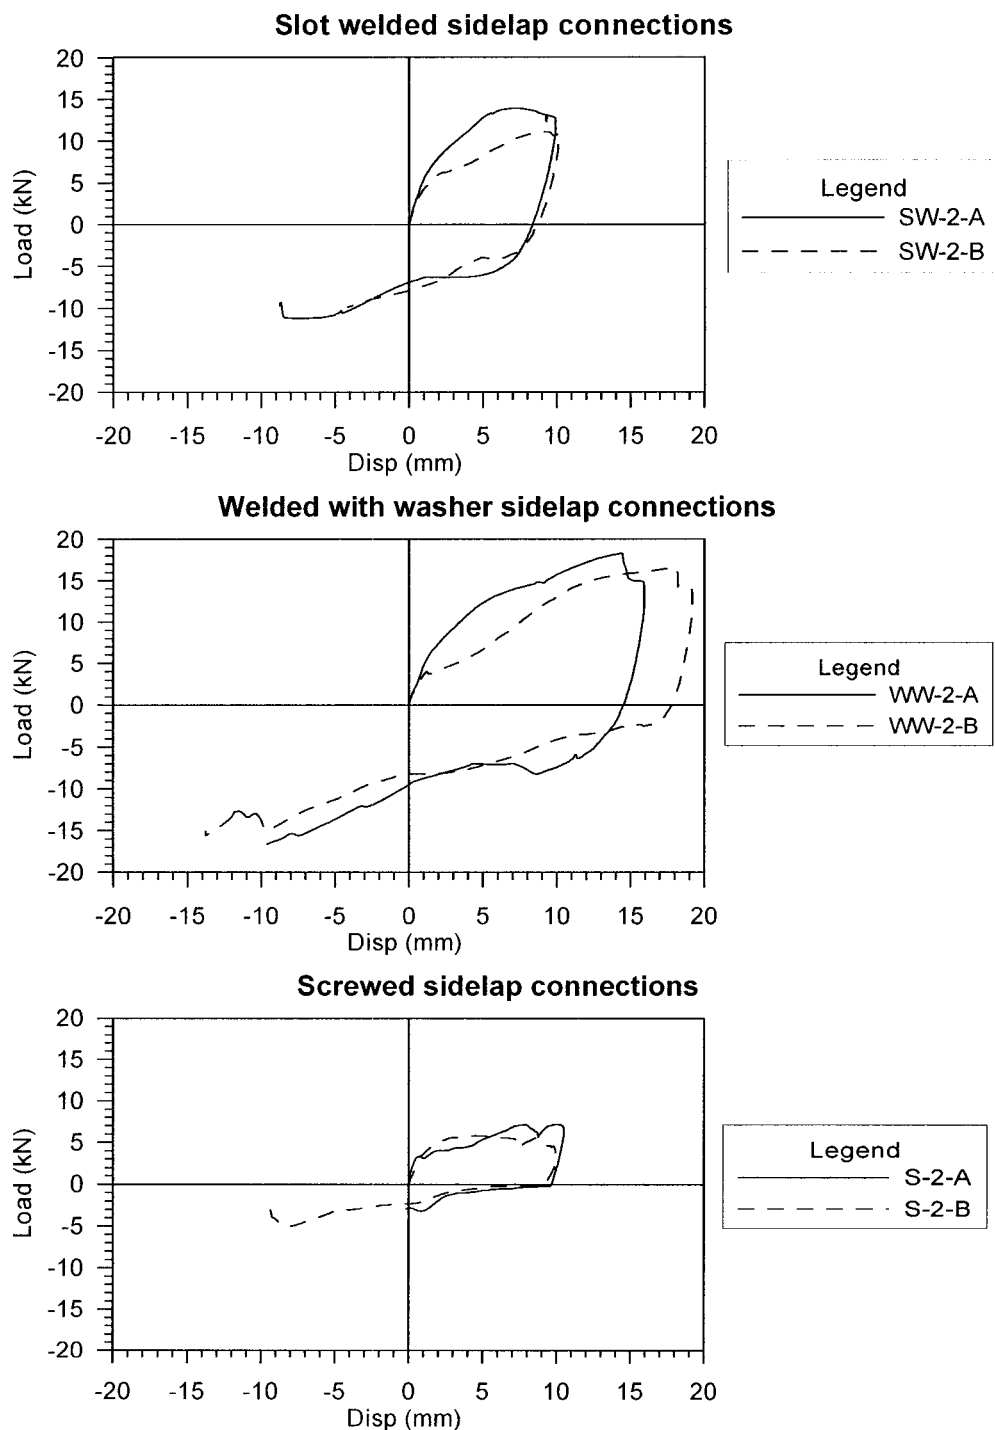 Slot welded sidelap connections
20
15
10
5
0
-5
-10
-15
-20
Load (kN)
-20 -15 -10 -5 0 5 10 15 20
Disp (mm)
Legend
SW-2-A
SW-2-B
Welded with washer sidelap connections
20
15
10
5
0
-5
-10
-15
-20
Load (kN)
-20 -15 -10 -5 0 5 10 15 20
Disp (mm)
Legend
WW-2-A
WW-2-B
Screwed sidelap connections
20
15
10
5
0
-5
-10
-15
-20
Load (kN)
-20 -15 -10 -5 0 5 10 15 20
Disp (mm)
Legend
S-2-A
S-2-B